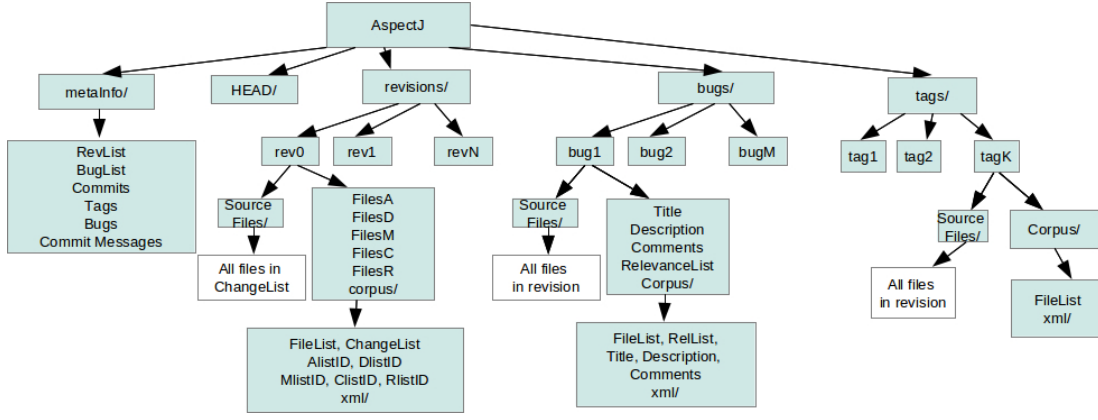 AspectJ
metaInfo/
HEAD/
revisions/
bugs/
tags/
RevList
BugList
Commits
Tags
Bugs
Commit Messages
rev0
rev1
revN
bug1
bug2
bugM
tag1
tag2
tagK
Source
Files/
FilesA
FilesD
FilesM
FilesC
FilesR
corpus/
Source
Files/
Title
Description
Comments
RelevanceList
Corpus/
Source
Files/
Corpus/
All files in
ChangeList
All files
in revision
All files
in revision
FileList
xml/
FileList, ChangeList
AlistID, DlistID
MlistID, ClistID, RlistID
xml/
FileList, RelList,
Title, Description,
Comments
xml/